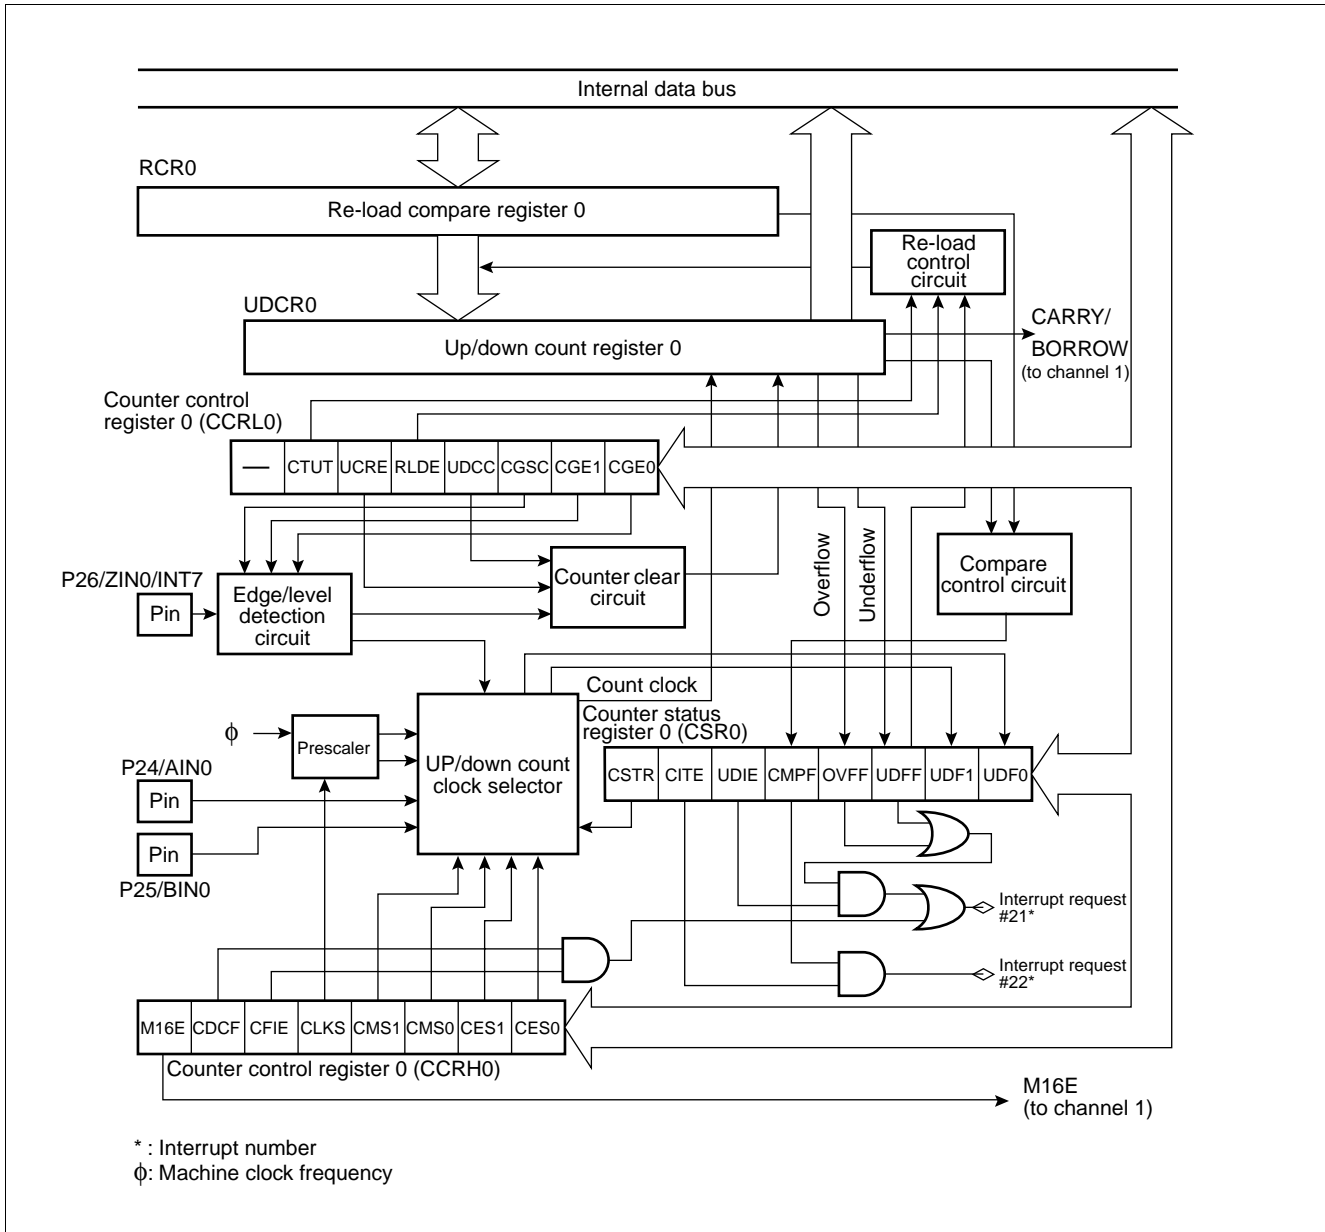 Internal data bus
RCR0
Re-load compare register 0
Re-load
control
circuit
UDCR0
Up/down count register 0
CARRY/
BORROW
(to channel 1)
Counter control
register 0 (CCRL0)
— CTUT UCRE RLDE UDCC CGSC CGE1 CGE0
Overflow
Underflow
P26/ZIN0/INT7
Pin
Edge/level
detection
circuit
Counter clear
circuit
Compare
control circuit
Count clock
Counter status
register 0 (CSR0)
ϕ
Prescaler
UP/down count
clock selector
CSTR CITE UDIE CMPF OVFF UDFF UDF1 UDF0
P24/AIN0
Pin
Pin
P25/BIN0
Interrupt request
#21*
Interrupt request
#22*
M16E CDCF CFIE CLKS CMS1 CMS0 CES1 CES0
Counter control register 0 (CCRH0)
M16E
(to channel 1)
* : Interrupt number
ϕ: Machine clock frequency